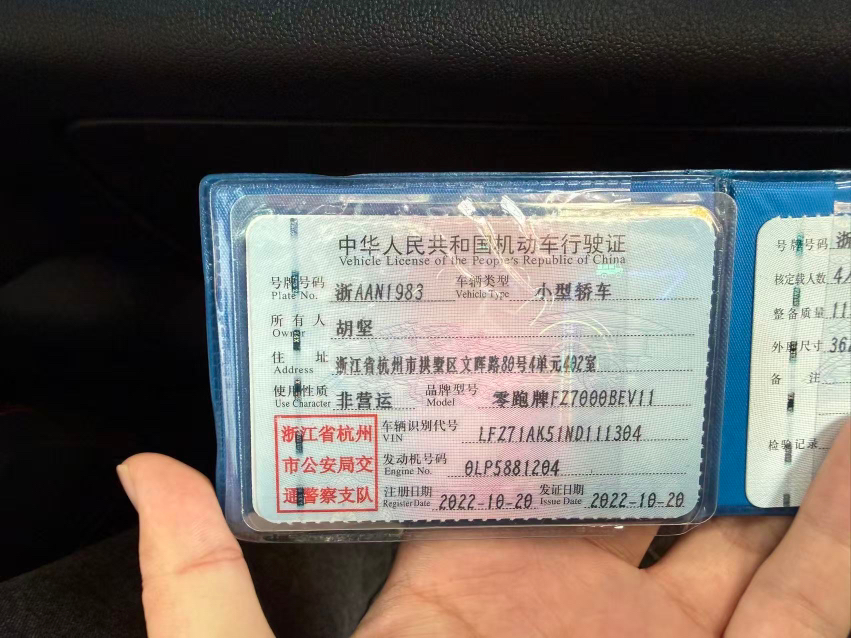 中华人民共和国机动车行驶证
Vehicle License of the People's Republic of China
号牌号码 浙AAN1983 车辆类型 小型轿车
Plate No. Vehicle Type
所有人 胡坚
Owner
住址 浙江省杭州市拱墅区文晖路80号4单元402室
Address
使用性质 非营运 品牌型号 零跑牌FZ7000BEV11
Use Character Model
浙江省杭州
市公安局交
通警察支队
车辆识别代号 LFZ71AK51ND111304
VIN
发动机号码 0LP5881204
Engine No.
注册日期 2022-10-20 发证日期 2022-10-20
Register Date Issue Date
号牌号码 浙
核定载人数 4
整备质量 11
外廓尺寸 36
备注
检验记录